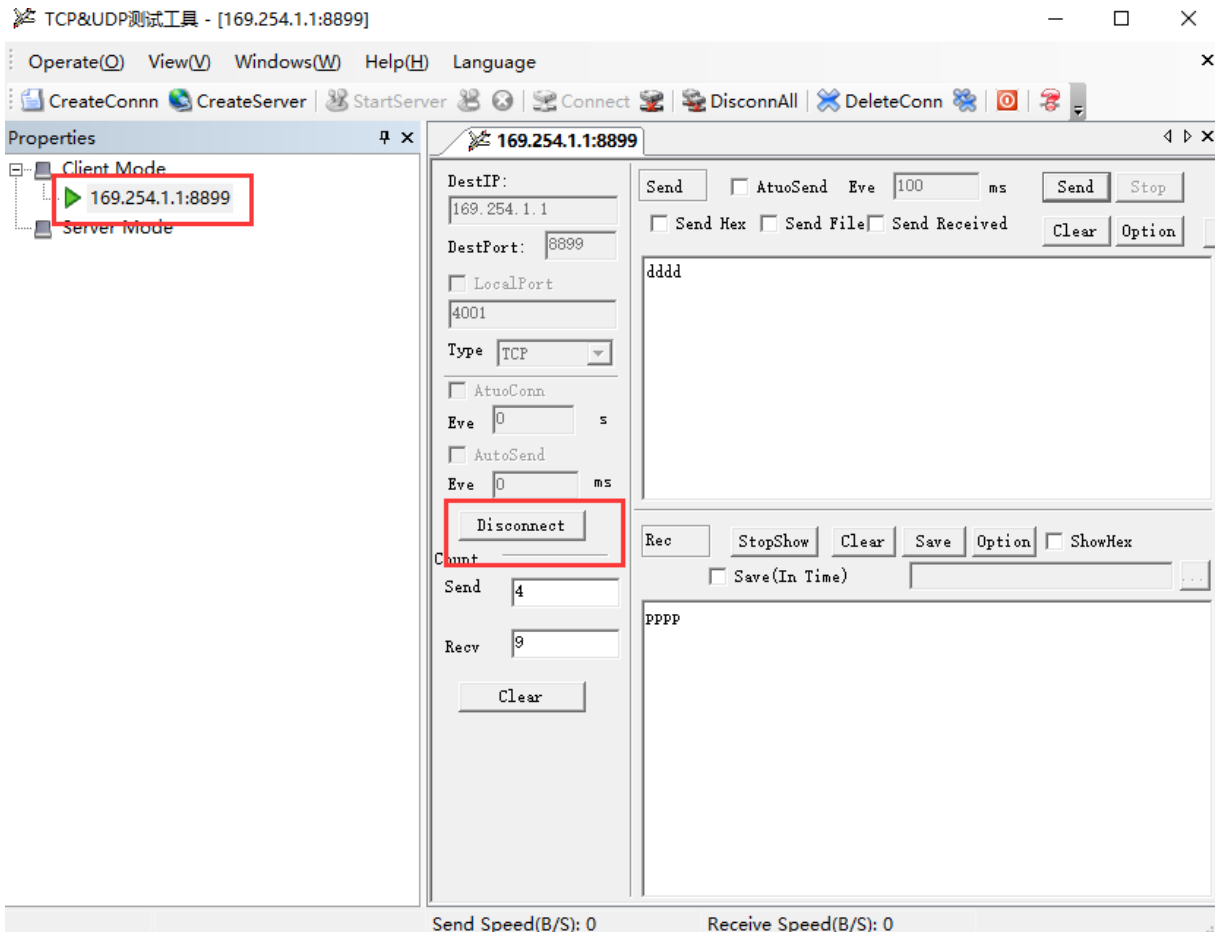 TCP&UDP测试工具 - [169.254.1.1:8899]
Operate(O) View(V) Windows(W) Help(H) Language
CreateConnn CreateServer StartServer Connect DisconnAll DeleteConn
Properties
169.254.1.1:8899
Client Mode
169.254.1.1:8899
Server Mode
DestIP:
169.254.1.1
DestPort: 8899
LocalPort
4001
Type TCP
AtuoConn
Eve 0 s
AutoSend
Eve 0 ms
Disconnect
Count
Send 4
Recv 9
Clear
Send AtuoSend Eve 100 ms Send Stop
Send Hex Send File Send Received Clear Option
dddd
Rec StopShow Clear Save Option ShowHex
Save(In Time) ...
pppp
Send Speed(B/S): 0 Receive Speed(B/S): 0